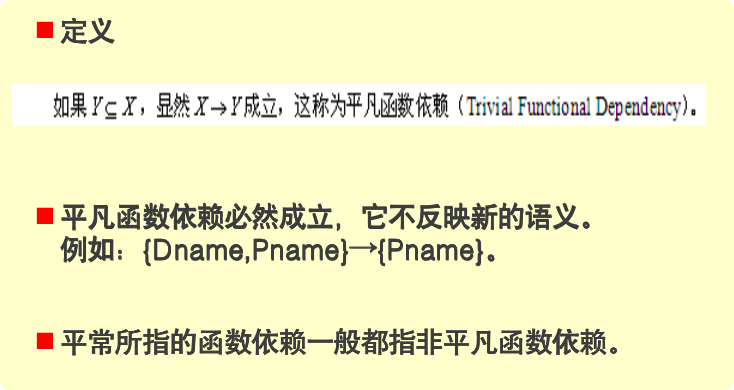 定义
如果 Y⊆X，显然 X→Y成立，这称为平凡函数依赖（Trivial Functional Dependency）。
平凡函数依赖必然成立，它不反映新的语义。
例如：{Dname,Pname}→{Pname}。
平常所指的函数依赖一般都指非平凡函数依赖。